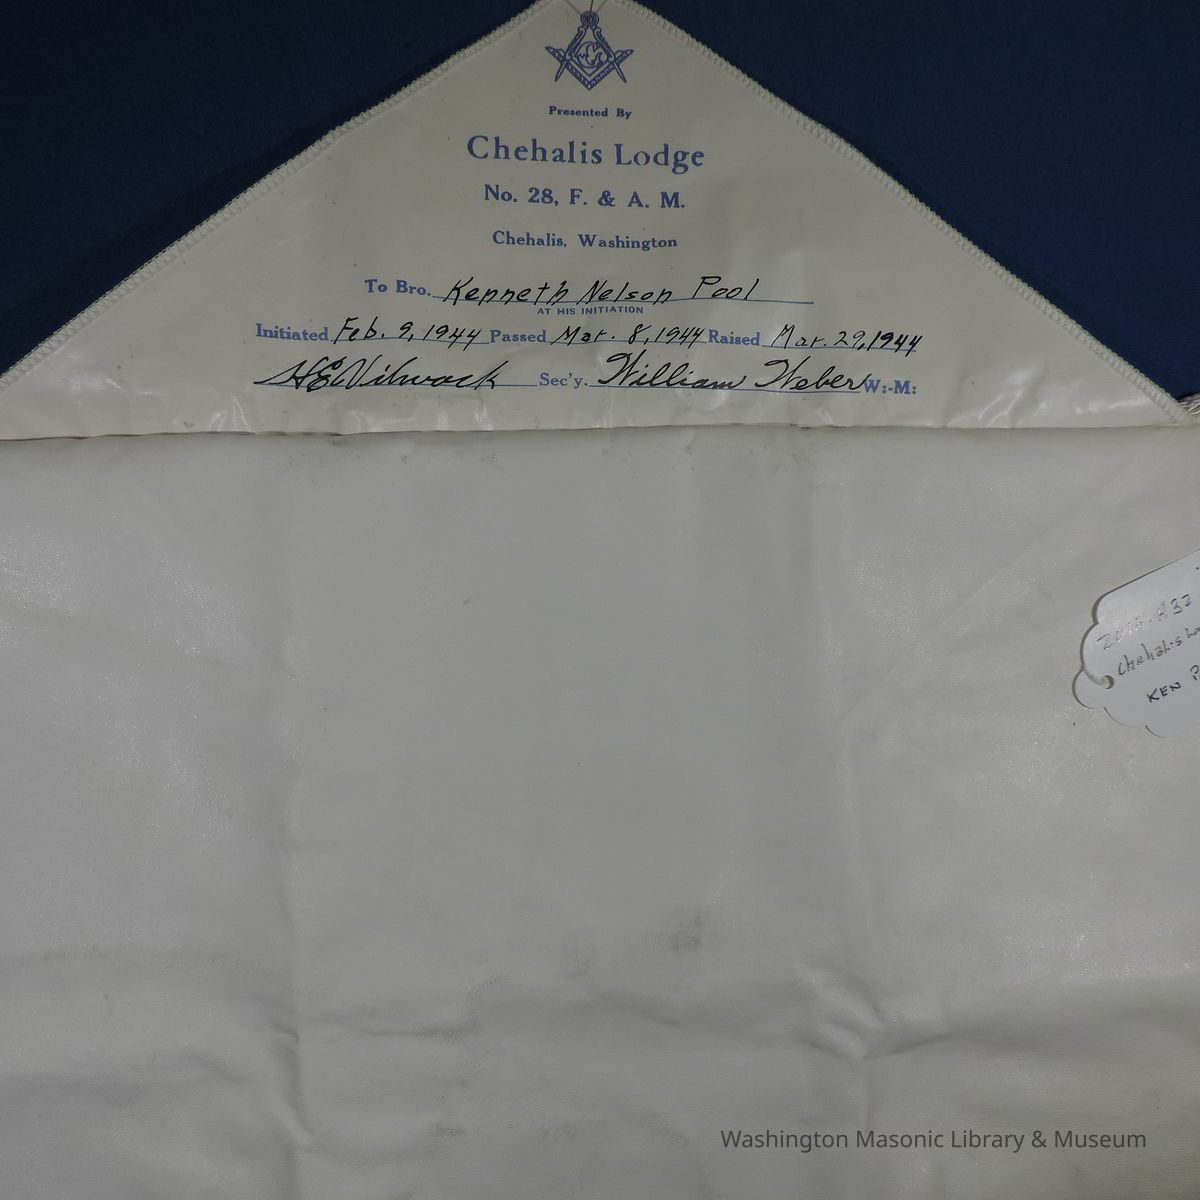 Presented By
Chehalis Lodge
No. 28, F. & A. M.
Chehalis, Washington
To Bro. Kenneth Nelson Pool
AT HIS INITIATION
Initiated Feb. 9, 1944 Passed Mar. 8, 1944 Raised Mar. 29, 1944
Sec'y. William Weber W:-M:
Chehalis
KEN P
Washington Masonic Library & Museum